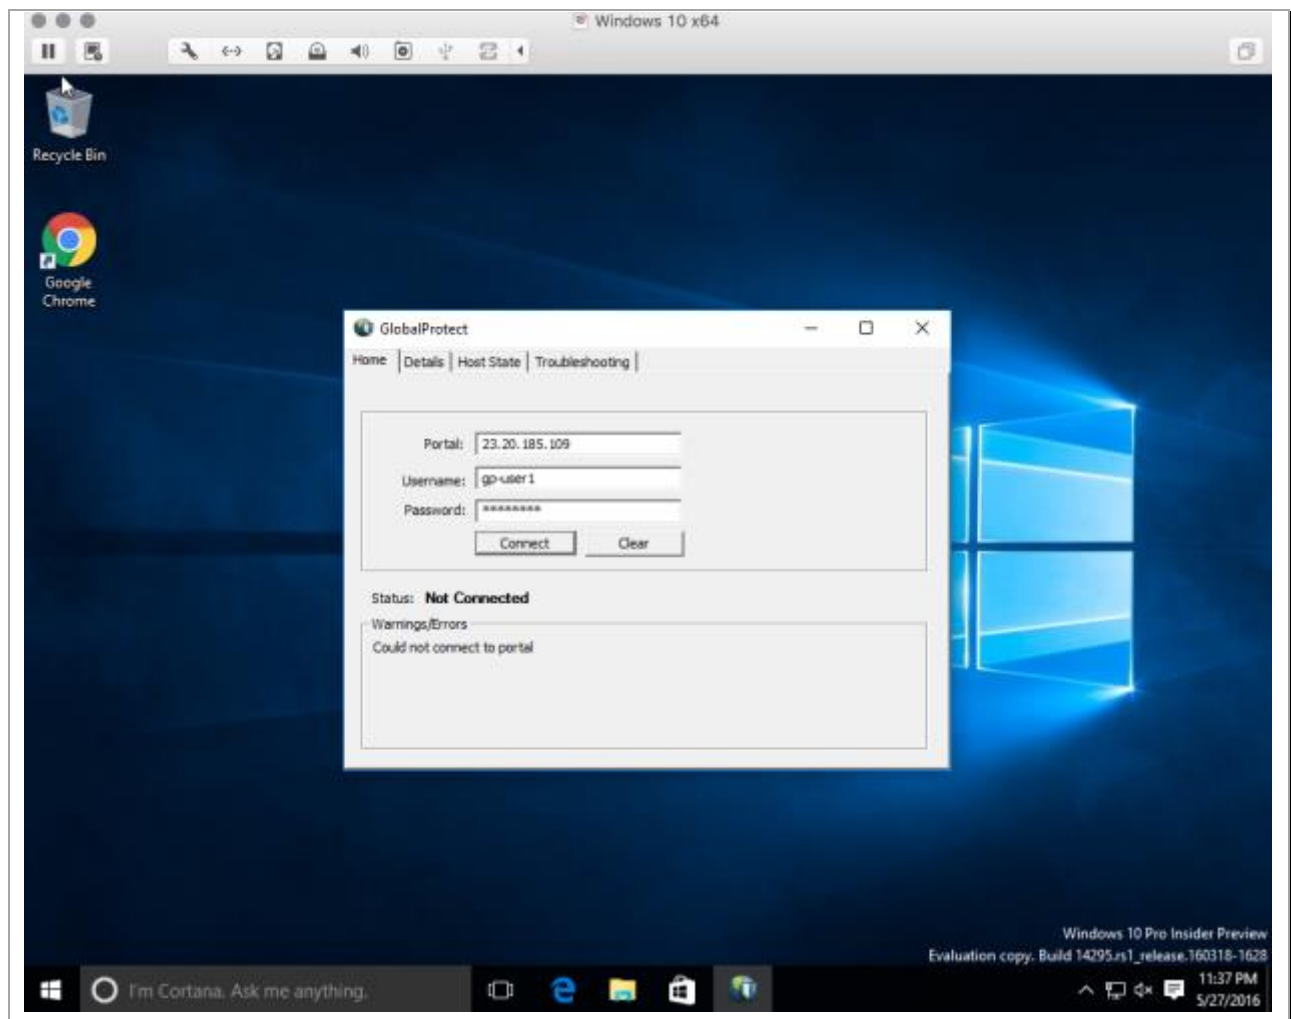 Windows 10 x64
Recycle Bin
Google
Chrome
GlobalProtect
Home Details Host State Troubleshooting
Portal: 23.20.185.109
Username: gp-user1
Password: ********
Connect Clear
Status: Not Connected
Warnings/Errors
Could not connect to portal
Windows 10 Pro Insider Preview
Evaluation copy. Build 14295.rs1_release.160318-1628
I'm Cortana. Ask me anything.
11:37 PM
5/27/2016